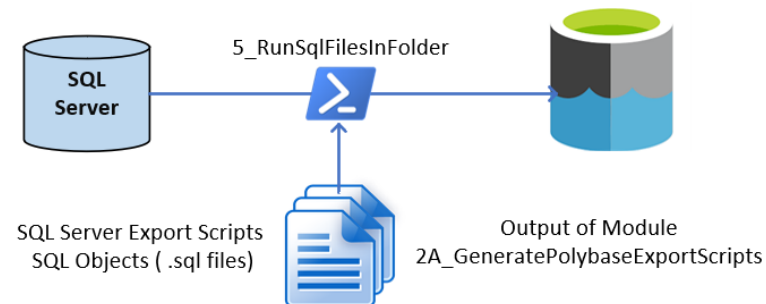 5_RunSqlFilesInFolder
SQL
Server
SQL Server Export Scripts
SQL Objects ( .sql files)
Output of Module
2A_GeneratePolybaseExportScripts